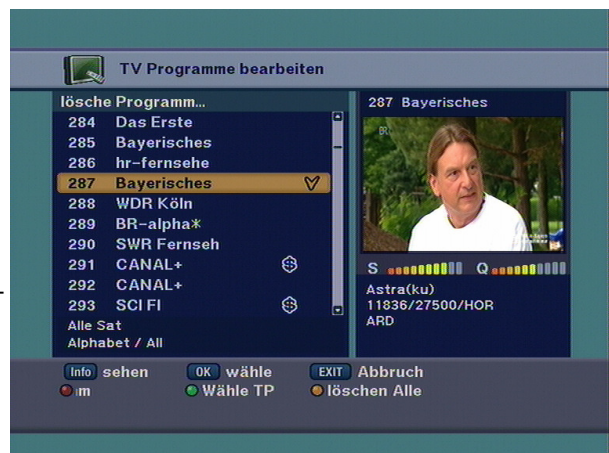 TV Programme bearbeiten
lösche Programm...
284 Das Erste
285 Bayerisches
286 hr-fernsehe
287 Bayerisches
288 WDR Köln
289 BR-alpha*
290 SWR Fernseh
291 CANAL+
292 CANAL+
293 SCI FI
Alle Sat
Alphabet / All
287 Bayerisches
BR
S Q
Astra(ku)
11836/27500/HOR
ARD
Info sehen OK wähle EXIT Abbruch
m Wähle TP löschen Alle